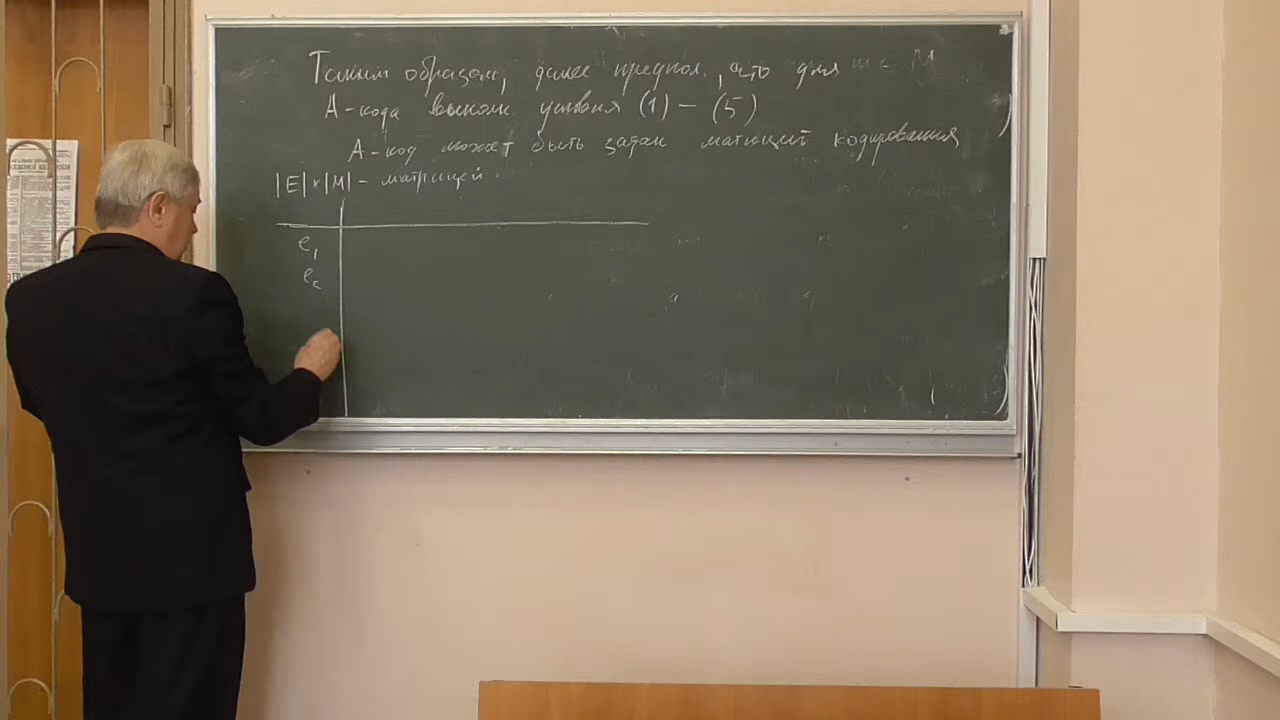 Таким образом, далее предпол., что для m ∈ M
А-кода выполн. условия (1) – (5)
А-код может быть задан матрицей кодирования
|E|×|M| – матрицей.
e₁
e₂